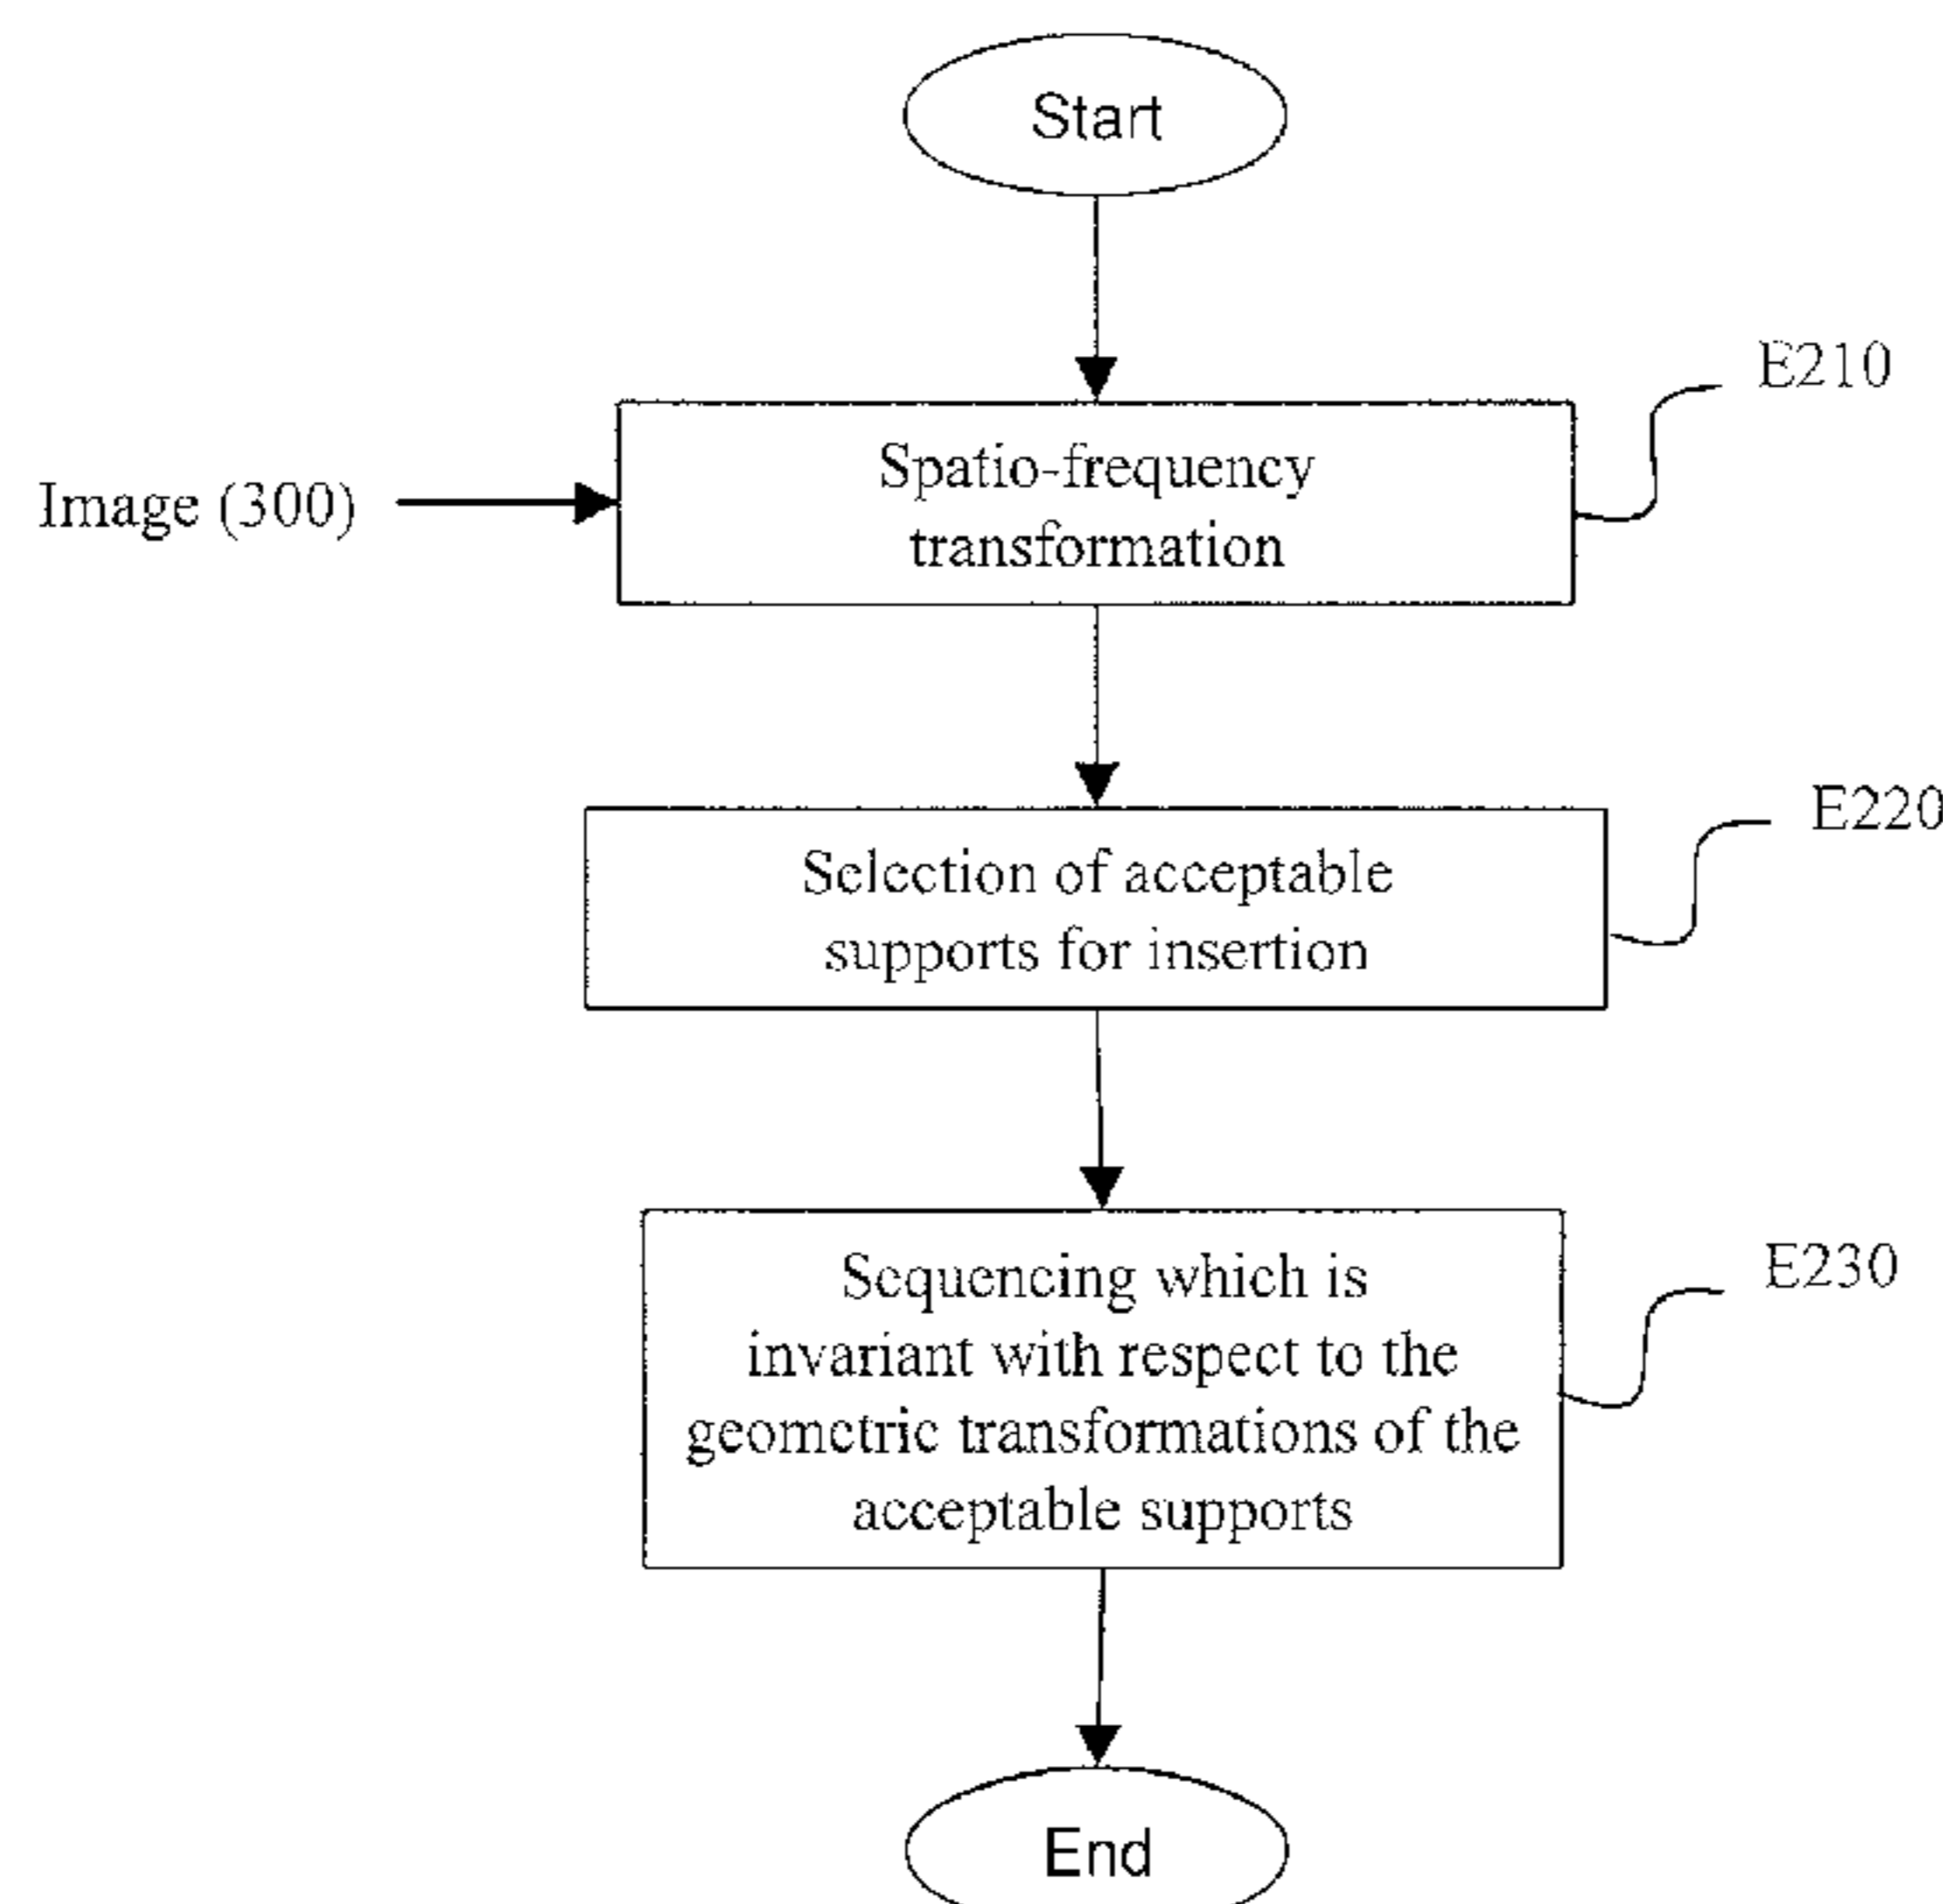 Start
E210
Image (300)
Spatio-frequency
transformation
E220
Selection of acceptable
supports for insertion
E230
Sequencing which is
invariant with respect to the
geometric transformations of the
acceptable supports
End